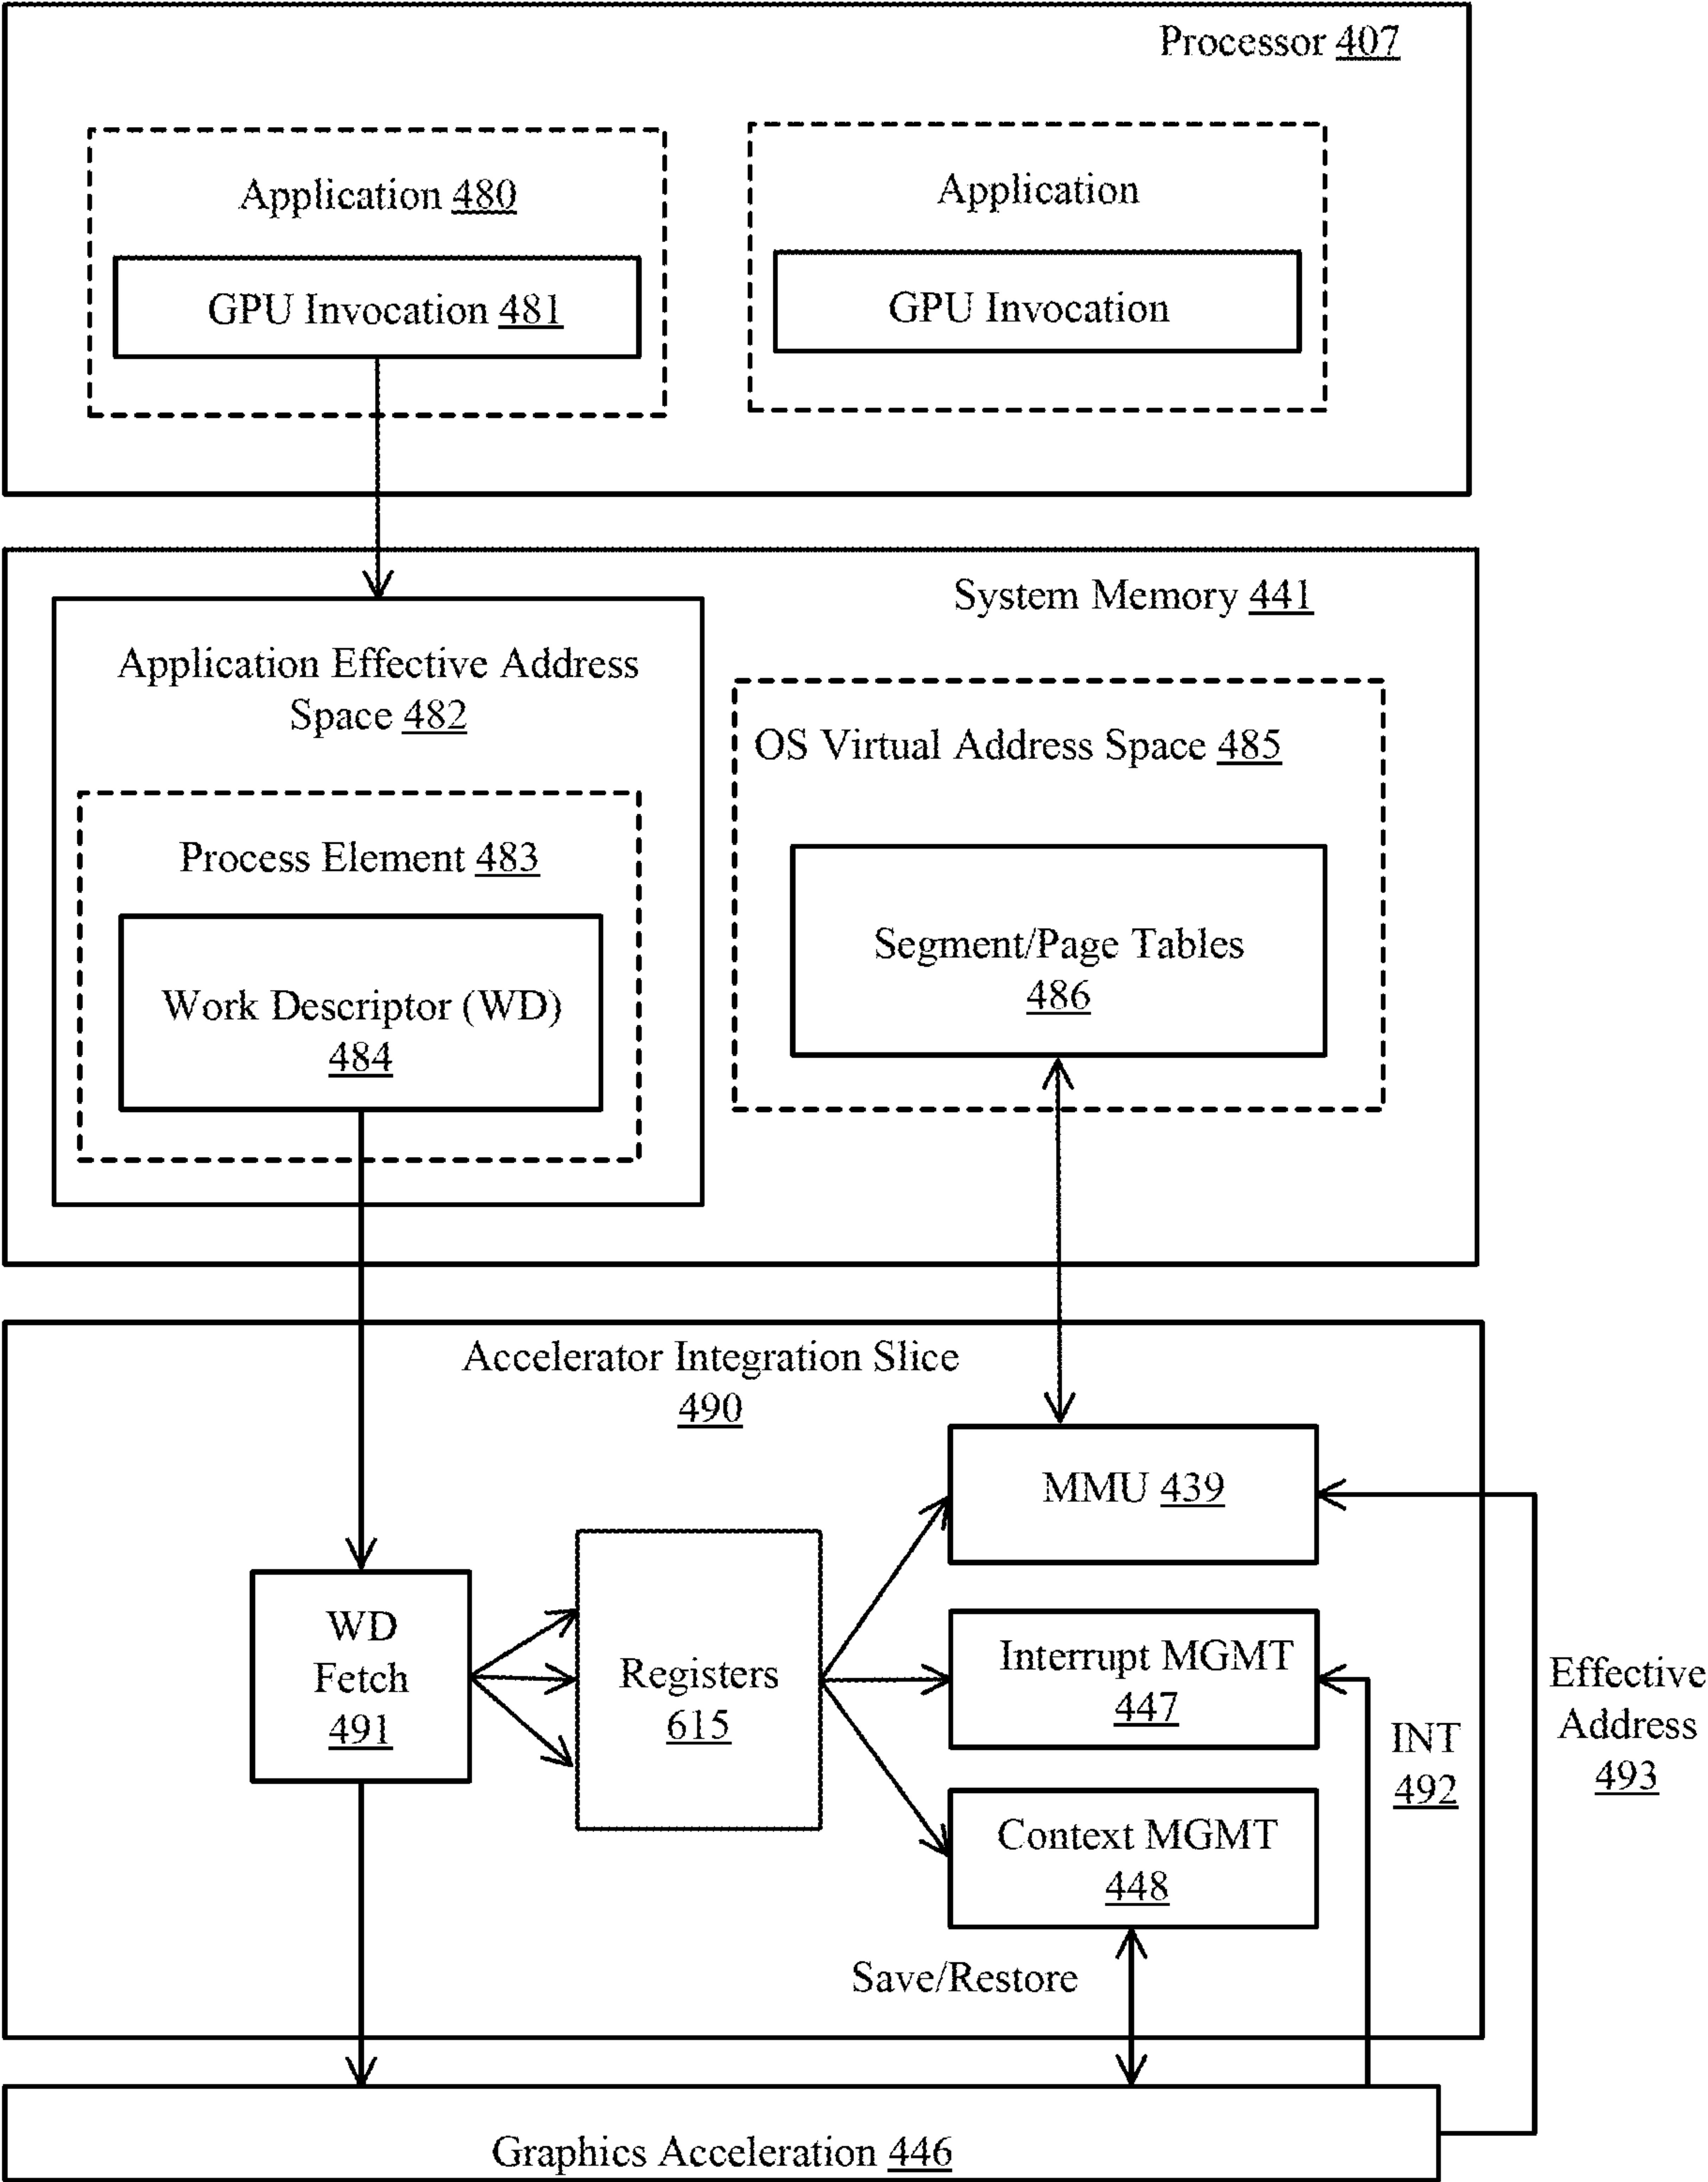 Processor 407
Application 480
GPU Invocation 481
Application
GPU Invocation
System Memory 441
Application Effective Address
Space 482
Process Element 483
Work Descriptor (WD)
484
OS Virtual Address Space 485
Segment/Page Tables
486
Accelerator Integration Slice
490
WD
Fetch
491
Registers
615
MMU 439
Interrupt MGMT
447
Context MGMT
448
Save/Restore
INT
492
Effective
Address
493
Graphics Acceleration 446